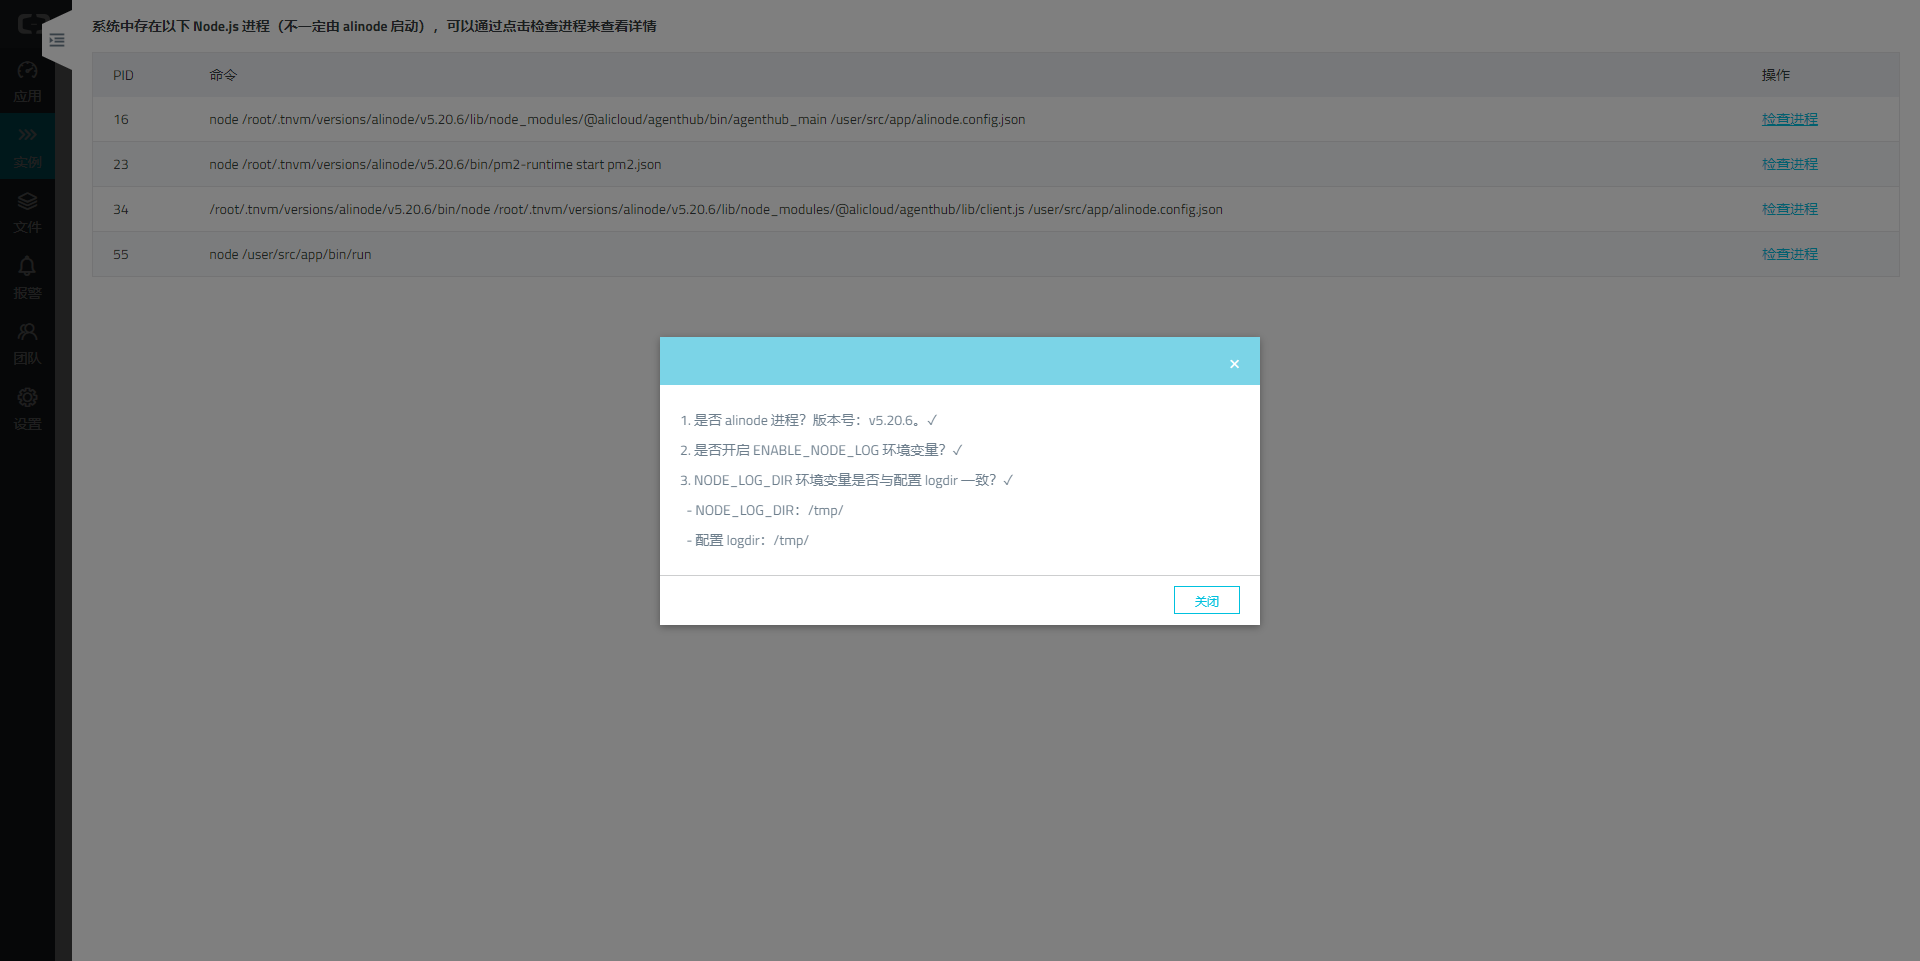 系统中存在以下 Node.js 进程（不一定由 alinode 启动），可以通过点击检查进程来查看详情
PID 命令 操作
16 node /root/.tnvm/versions/alinode/v5.20.6/lib/node_modules/@alicloud/agenthub/bin/agenthub_main /user/src/app/alinode.config.json 检查进程
23 node /root/.tnvm/versions/alinode/v5.20.6/bin/pm2-runtime start pm2.json 检查进程
34 /root/.tnvm/versions/alinode/v5.20.6/bin/node /root/.tnvm/versions/alinode/v5.20.6/lib/node_modules/@alicloud/agenthub/lib/client.js /user/src/app/alinode.config.json 检查进程
55 node /user/src/app/bin/run 检查进程
应用
实例
文件
报警
团队
设置
×
1. 是否 alinode 进程？版本号：v5.20.6。✓
2. 是否开启 ENABLE_NODE_LOG 环境变量？✓
3. NODE_LOG_DIR 环境变量是否与配置 logdir 一致？✓
- NODE_LOG_DIR：/tmp/
- 配置 logdir：/tmp/
关闭